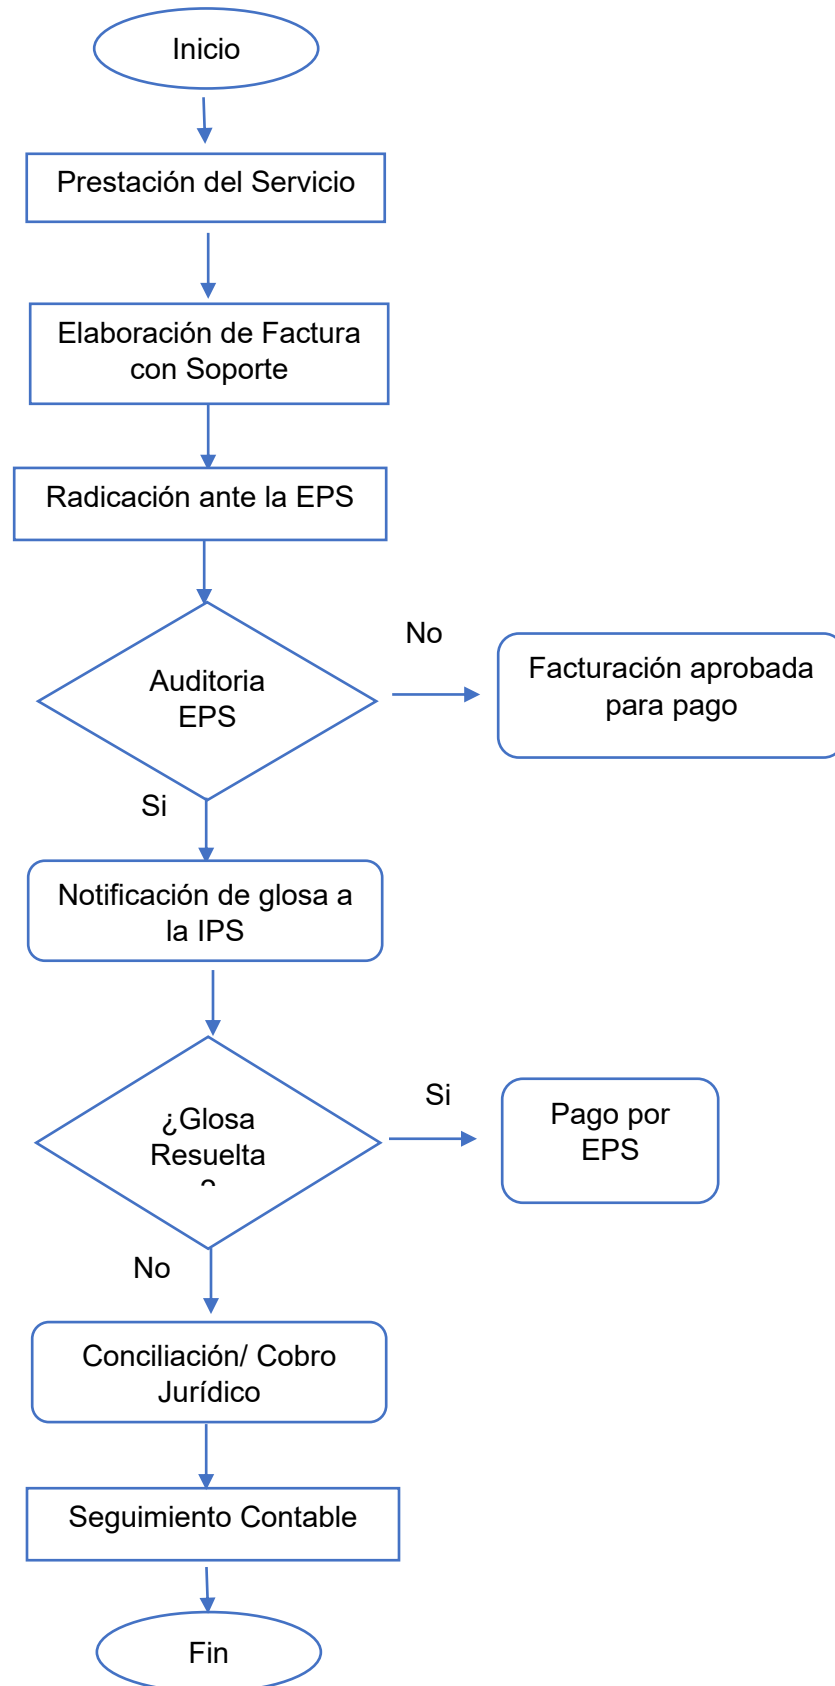 Inicio
Prestación del Servicio
Elaboración de Factura
con Soporte
Radicación ante la EPS
No
Auditoria
EPS
Facturación aprobada
para pago
Si
Notificación de glosa a
la IPS
¿Glosa
Resuelta
?
Si
Pago por
EPS
No
Conciliación/ Cobro
Jurídico
Seguimiento Contable
Fin